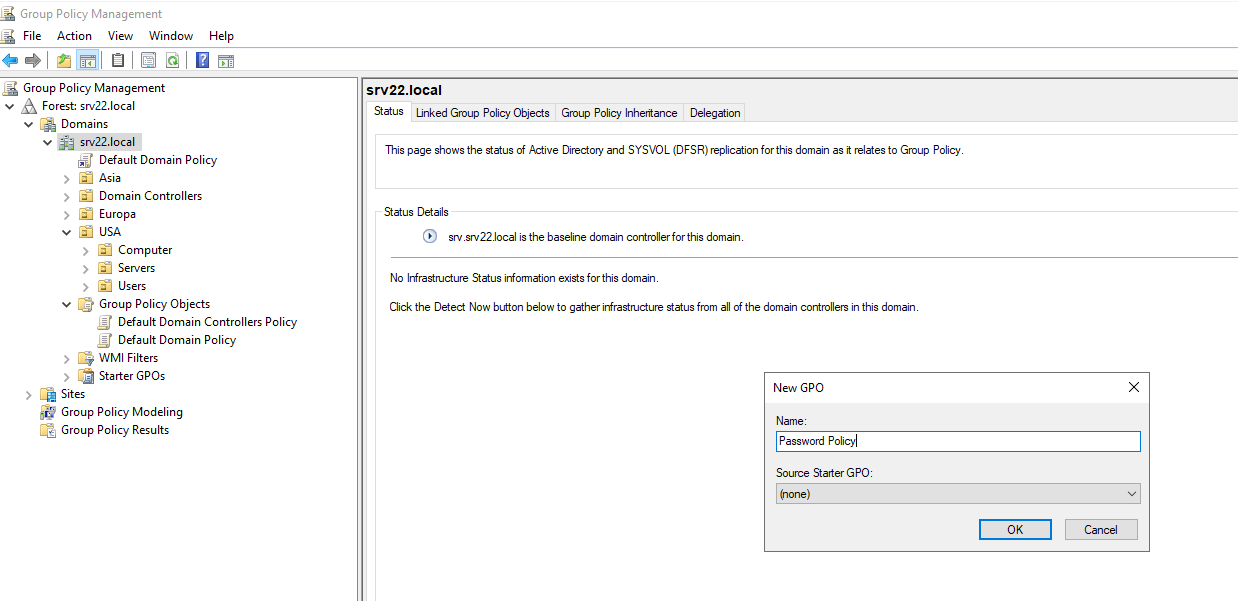 Group Policy Management
File Action View Window Help
Group Policy Management
Forest: srv22.local
Domains
srv22.local
Default Domain Policy
Asia
Domain Controllers
Europa
USA
Computer
Servers
Users
Group Policy Objects
Default Domain Controllers Policy
Default Domain Policy
WMI Filters
Starter GPOs
Sites
Group Policy Modeling
Group Policy Results
srv22.local
Status Linked Group Policy Objects Group Policy Inheritance Delegation
This page shows the status of Active Directory and SYSVOL (DFSR) replication for this domain as it relates to Group Policy.
Status Details
srv.srv22.local is the baseline domain controller for this domain.
No Infrastructure Status information exists for this domain.
Click the Detect Now button below to gather infrastructure status from all of the domain controllers in this domain.
New GPO
Name:
Password Policy
Source Starter GPO:
(none)
OK Cancel